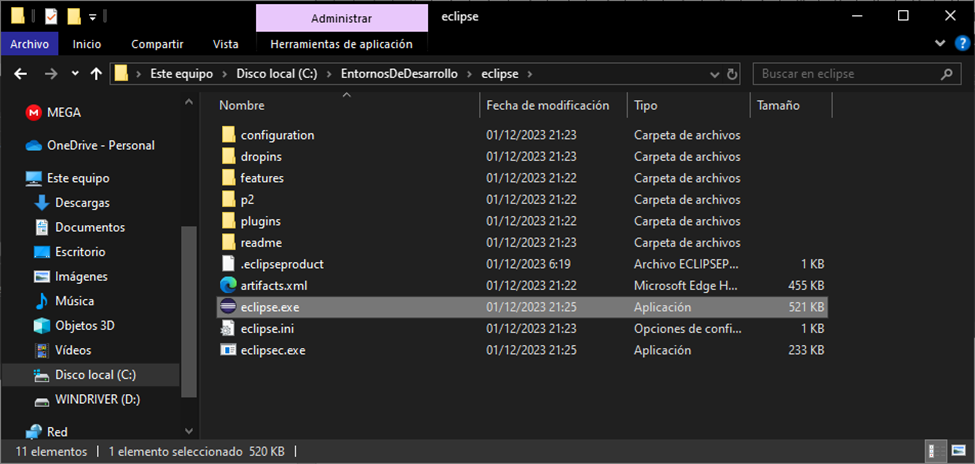 Administrar eclipse
Archivo Inicio Compartir Vista Herramientas de aplicación
Este equipo Disco local (C:) EntornosDeDesarrollo eclipse Buscar en eclipse
MEGA
OneDrive - Personal
Este equipo
Descargas
Documentos
Escritorio
Imágenes
Música
Objetos 3D
Vídeos
Disco local (C:)
WINDRIVER (D:)
Red
Nombre Fecha de modificación Tipo Tamaño
configuration 01/12/2023 21:23 Carpeta de archivos
dropins 01/12/2023 21:23 Carpeta de archivos
features 01/12/2023 21:22 Carpeta de archivos
p2 01/12/2023 21:22 Carpeta de archivos
plugins 01/12/2023 21:22 Carpeta de archivos
readme 01/12/2023 21:23 Carpeta de archivos
.eclipseproduct 01/12/2023 6:19 Archivo ECLIPSEP... 1 KB
artifacts.xml 01/12/2023 21:22 Microsoft Edge H... 455 KB
eclipse.exe 01/12/2023 21:25 Aplicación 521 KB
eclipse.ini 01/12/2023 21:23 Opciones de confi... 1 KB
eclipsec.exe 01/12/2023 21:25 Aplicación 233 KB
11 elementos 1 elemento seleccionado 520 KB